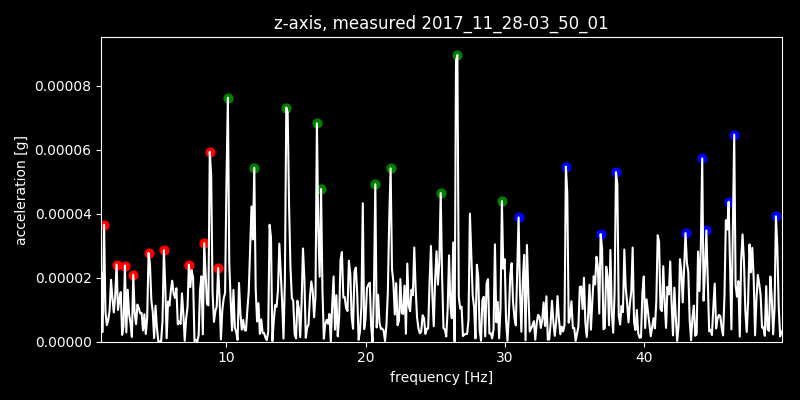 z-axis, measured 2017_11_28-03_50_01
acceleration [g]
0.00008
0.00006
0.00004
0.00002
0.00000
10 20 30 40
frequency [Hz]